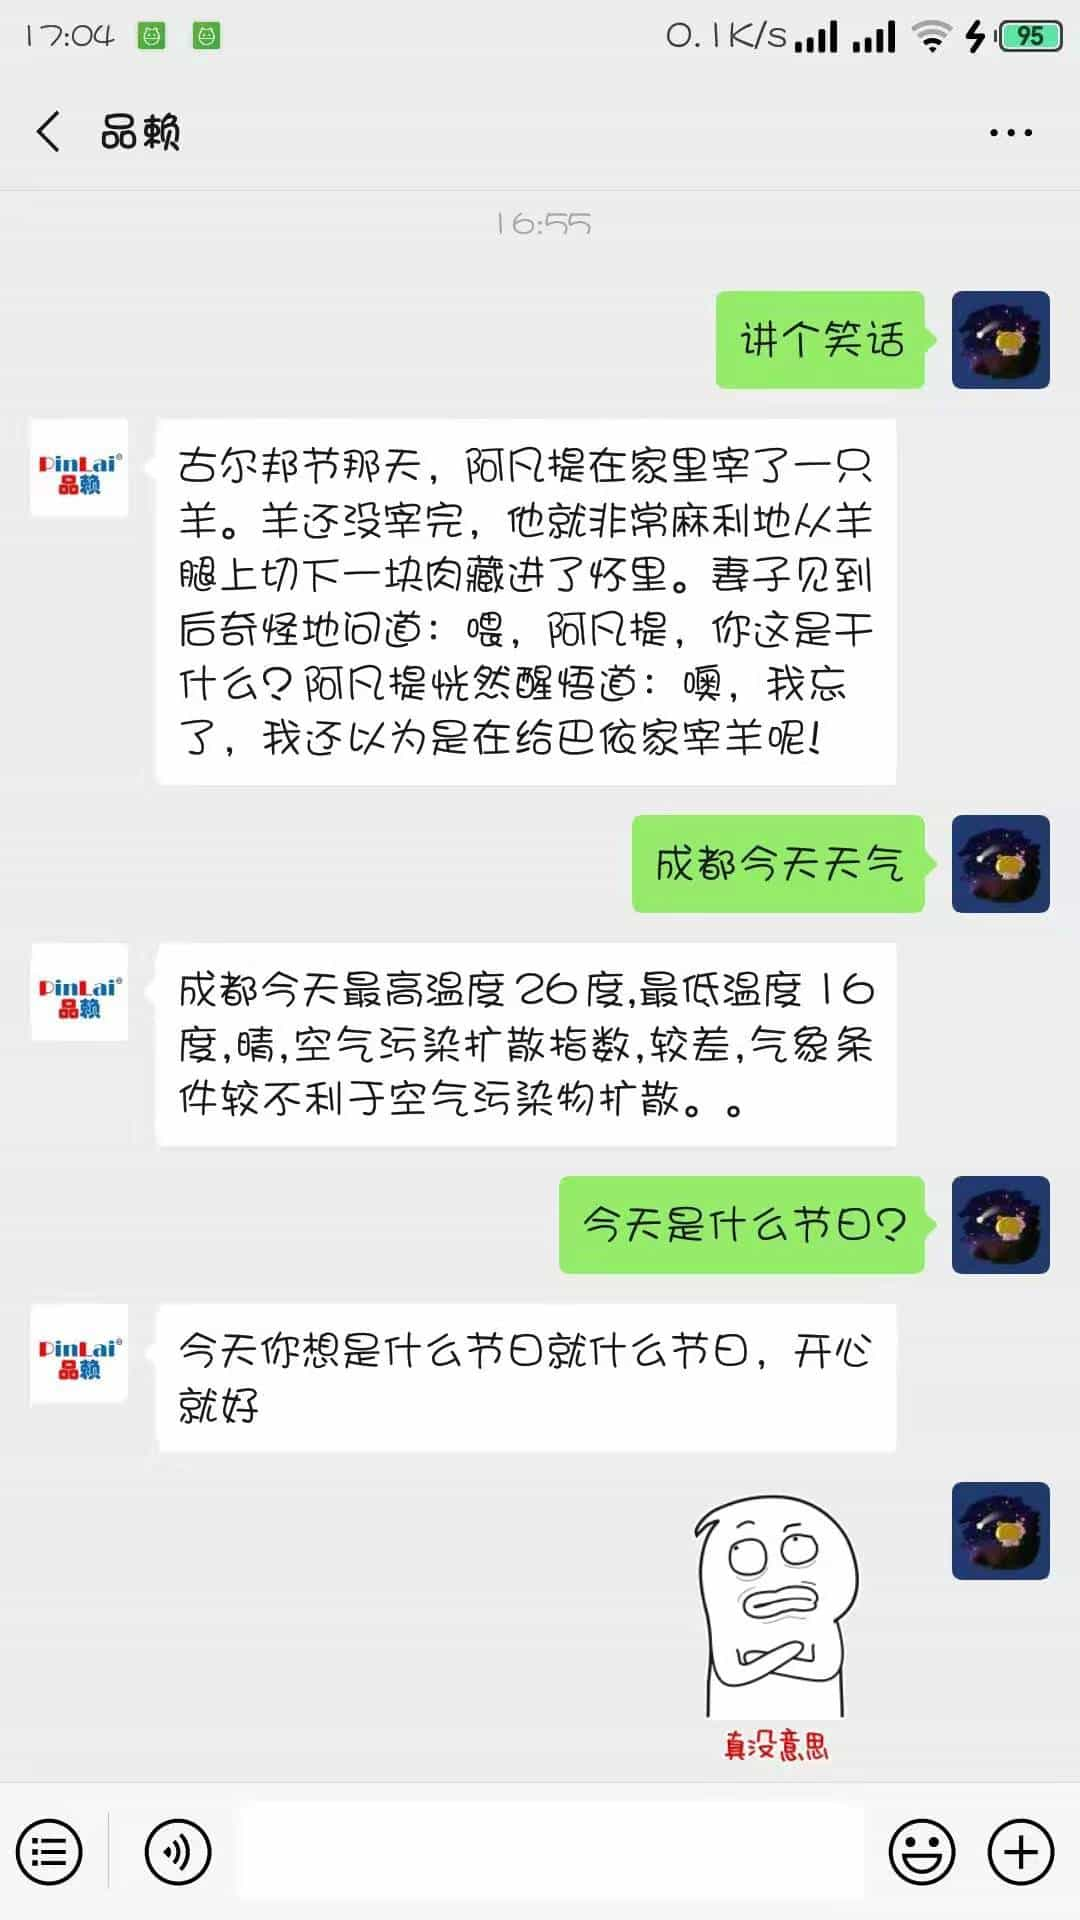 17:04
0.1K/s
95
品赖
16:55
讲个笑话
PinLai®
品赖
古尔邦节那天，阿凡提在家里宰了一只
羊。羊还没宰完，他就非常麻利地从羊
腿上切下一块肉藏进了怀里。妻子见到
后奇怪地问道：喂，阿凡提，你这是干
什么？阿凡提恍然醒悟道：噢，我忘
了，我还以为是在给巴依家宰羊呢！
成都今天天气
PinLai®
品赖
成都今天最高温度26度,最低温度16
度,晴,空气污染扩散指数,较差,气象条
件较不利于空气污染物扩散。。
今天是什么节日？
PinLai®
品赖
今天你想是什么节日就什么节日，开心
就好
真没意思